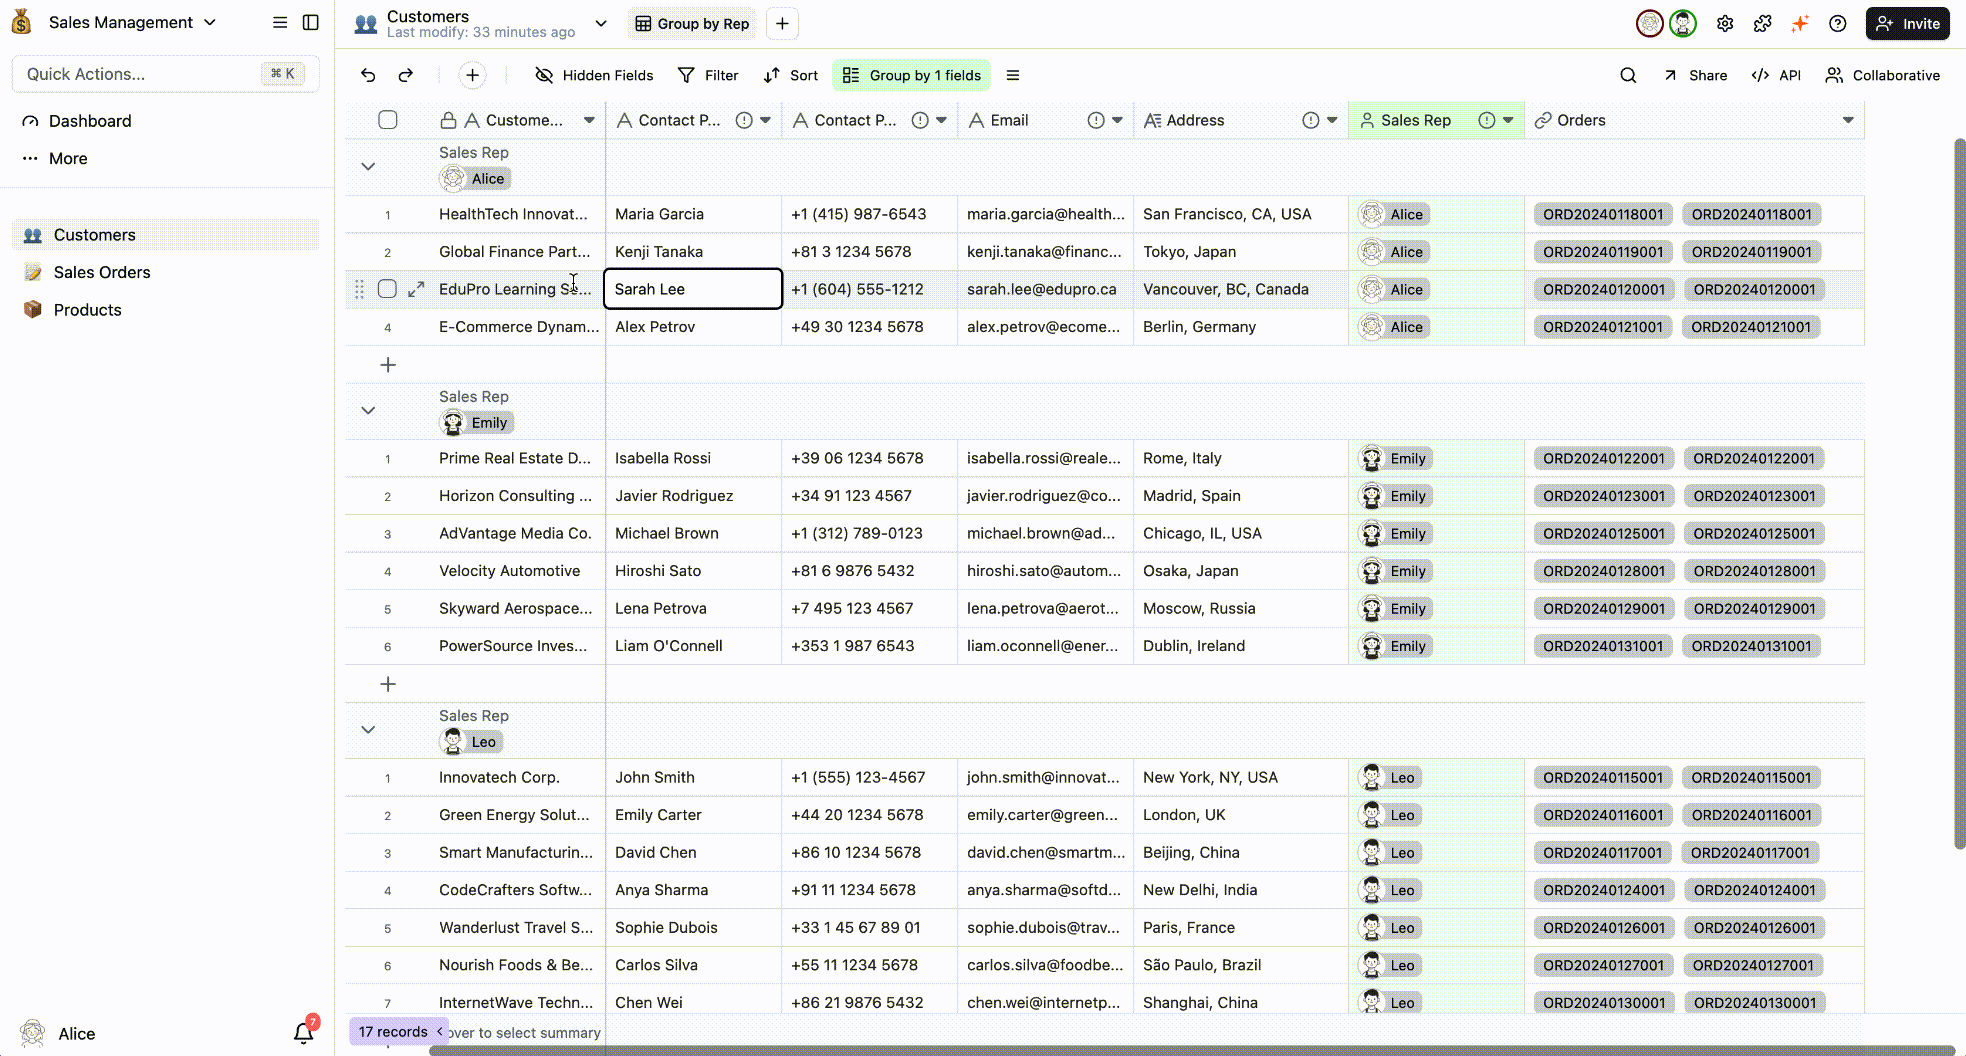 Sales Management
Quick Actions... ⌘ K
Dashboard
More
Customers
Sales Orders
Products
Alice
7
Customers
Last modify: 33 minutes ago
Group by Rep
Invite
Hidden Fields Filter Sort Group by 1 fields Share API Collaborative
Custome... Contact P... Contact P... Email Address Sales Rep Orders
Sales Rep
Alice
1 HealthTech Innovat... Maria Garcia +1 (415) 987-6543 maria.garcia@health... San Francisco, CA, USA Alice ORD20240118001 ORD20240118001
2 Global Finance Part... Kenji Tanaka +81 3 1234 5678 kenji.tanaka@financ... Tokyo, Japan Alice ORD20240119001 ORD20240119001
EduPro Learning So... Sarah Lee +1 (604) 555-1212 sarah.lee@edupro.ca Vancouver, BC, Canada Alice ORD20240120001 ORD20240120001
4 E-Commerce Dynam... Alex Petrov +49 30 1234 5678 alex.petrov@ecome... Berlin, Germany Alice ORD20240121001 ORD20240121001
Sales Rep
Emily
1 Prime Real Estate D... Isabella Rossi +39 06 1234 5678 isabella.rossi@reale... Rome, Italy Emily ORD20240122001 ORD20240122001
2 Horizon Consulting ... Javier Rodriguez +34 91 123 4567 javier.rodriguez@co... Madrid, Spain Emily ORD20240123001 ORD20240123001
3 AdVantage Media Co. Michael Brown +1 (312) 789-0123 michael.brown@ad... Chicago, IL, USA Emily ORD20240125001 ORD20240125001
4 Velocity Automotive Hiroshi Sato +81 6 9876 5432 hiroshi.sato@autom... Osaka, Japan Emily ORD20240128001 ORD20240128001
5 Skyward Aerospace... Lena Petrova +7 495 123 4567 lena.petrova@aerot... Moscow, Russia Emily ORD20240129001 ORD20240129001
6 PowerSource Inves... Liam O'Connell +353 1 987 6543 liam.oconnell@ener... Dublin, Ireland Emily ORD20240131001 ORD20240131001
Sales Rep
Leo
1 Innovatech Corp. John Smith +1 (555) 123-4567 john.smith@innovat... New York, NY, USA Leo ORD20240115001 ORD20240115001
2 Green Energy Solut... Emily Carter +44 20 1234 5678 emily.carter@green... London, UK Leo ORD20240116001 ORD20240116001
3 Smart Manufacturin... David Chen +86 10 1234 5678 david.chen@smartm... Beijing, China Leo ORD20240117001 ORD20240117001
4 CodeCrafters Softw... Anya Sharma +91 11 1234 5678 anya.sharma@softd... New Delhi, India Leo ORD20240124001 ORD20240124001
5 Wanderlust Travel S... Sophie Dubois +33 1 45 67 89 01 sophie.dubois@trav... Paris, France Leo ORD20240126001 ORD20240126001
6 Nourish Foods & Be... Carlos Silva +55 11 1234 5678 carlos.silva@foodbe... São Paulo, Brazil Leo ORD20240127001 ORD20240127001
7 InternetWave Techn... Chen Wei +86 21 9876 5432 chen.wei@internetp... Shanghai, China Leo ORD20240130001 ORD20240130001
17 records over to select summary